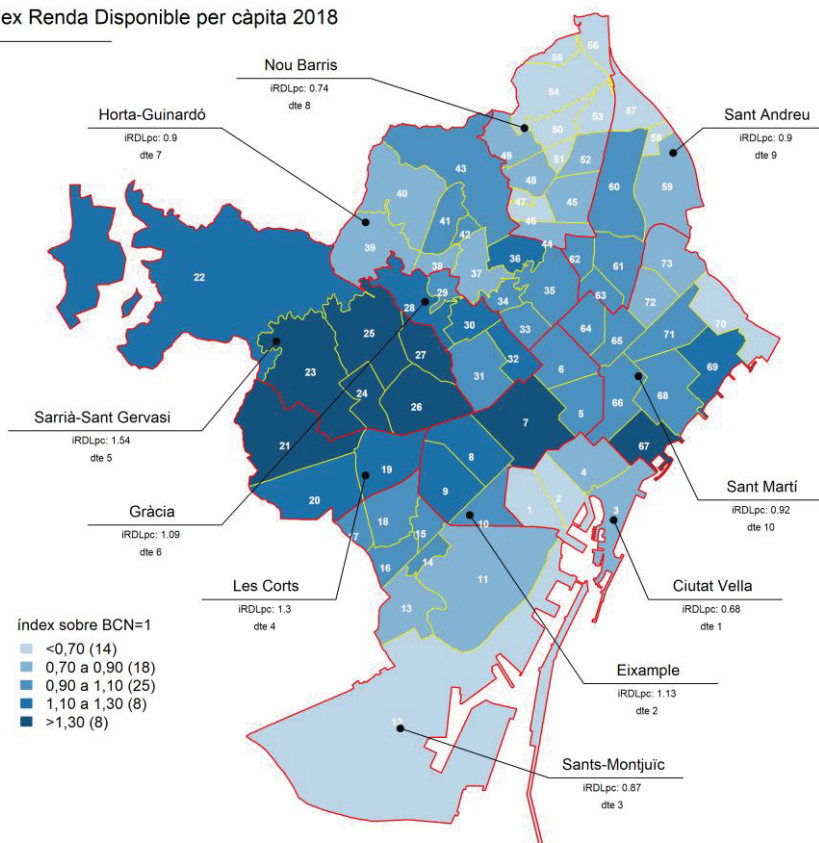 ex Renda Disponible per càpita 2018
Nou Barris
iRDLpc: 0.74
dte 8
Horta-Guinardó
iRDLpc: 0.9
dte 7
Sant Andreu
iRDLpc: 0.9
dte 9
Sarrià-Sant Gervasi
iRDLpc: 1.54
dte 5
Gràcia
iRDLpc: 1.09
dte 6
Les Corts
iRDLpc: 1.3
dte 4
Sant Martí
iRDLpc: 0.92
dte 10
Ciutat Vella
iRDLpc: 0.68
dte 1
Eixample
iRDLpc: 1.13
dte 2
Sants-Montjuïc
iRDLpc: 0.87
dte 3
índex sobre BCN=1
<0,70 (14)
0,70 a 0,90 (18)
0,90 a 1,10 (25)
1,10 a 1,30 (8)
>1,30 (8)
56
55
54
53
57
50
58
43
49
51
52
60
59
40
48
47
45
46
41
42
39
38
37
36
44
62
61
73
22
28
29
34
35
63
72
25
30
33
64
65
71
70
27
32
69
23
24
31
6
66
68
26
7
5
67
21
8
19
4
20
9
1
2
3
18
10
17
15
16
14
11
13
12